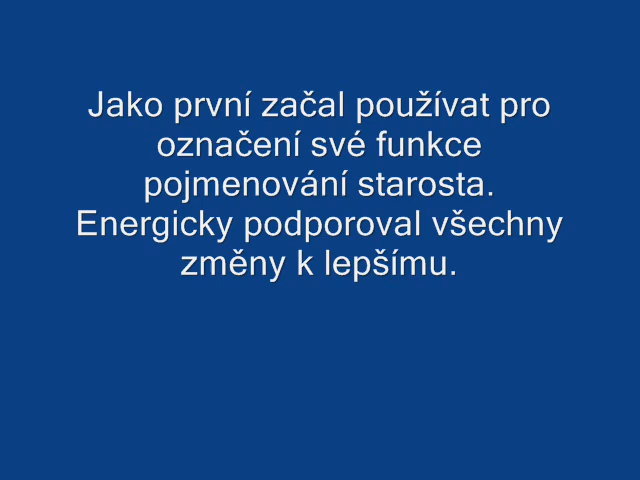 Jako první začal používat pro
označení své funkce
pojmenování starosta.
Energicky podporoval všechny
změny k lepšímu.